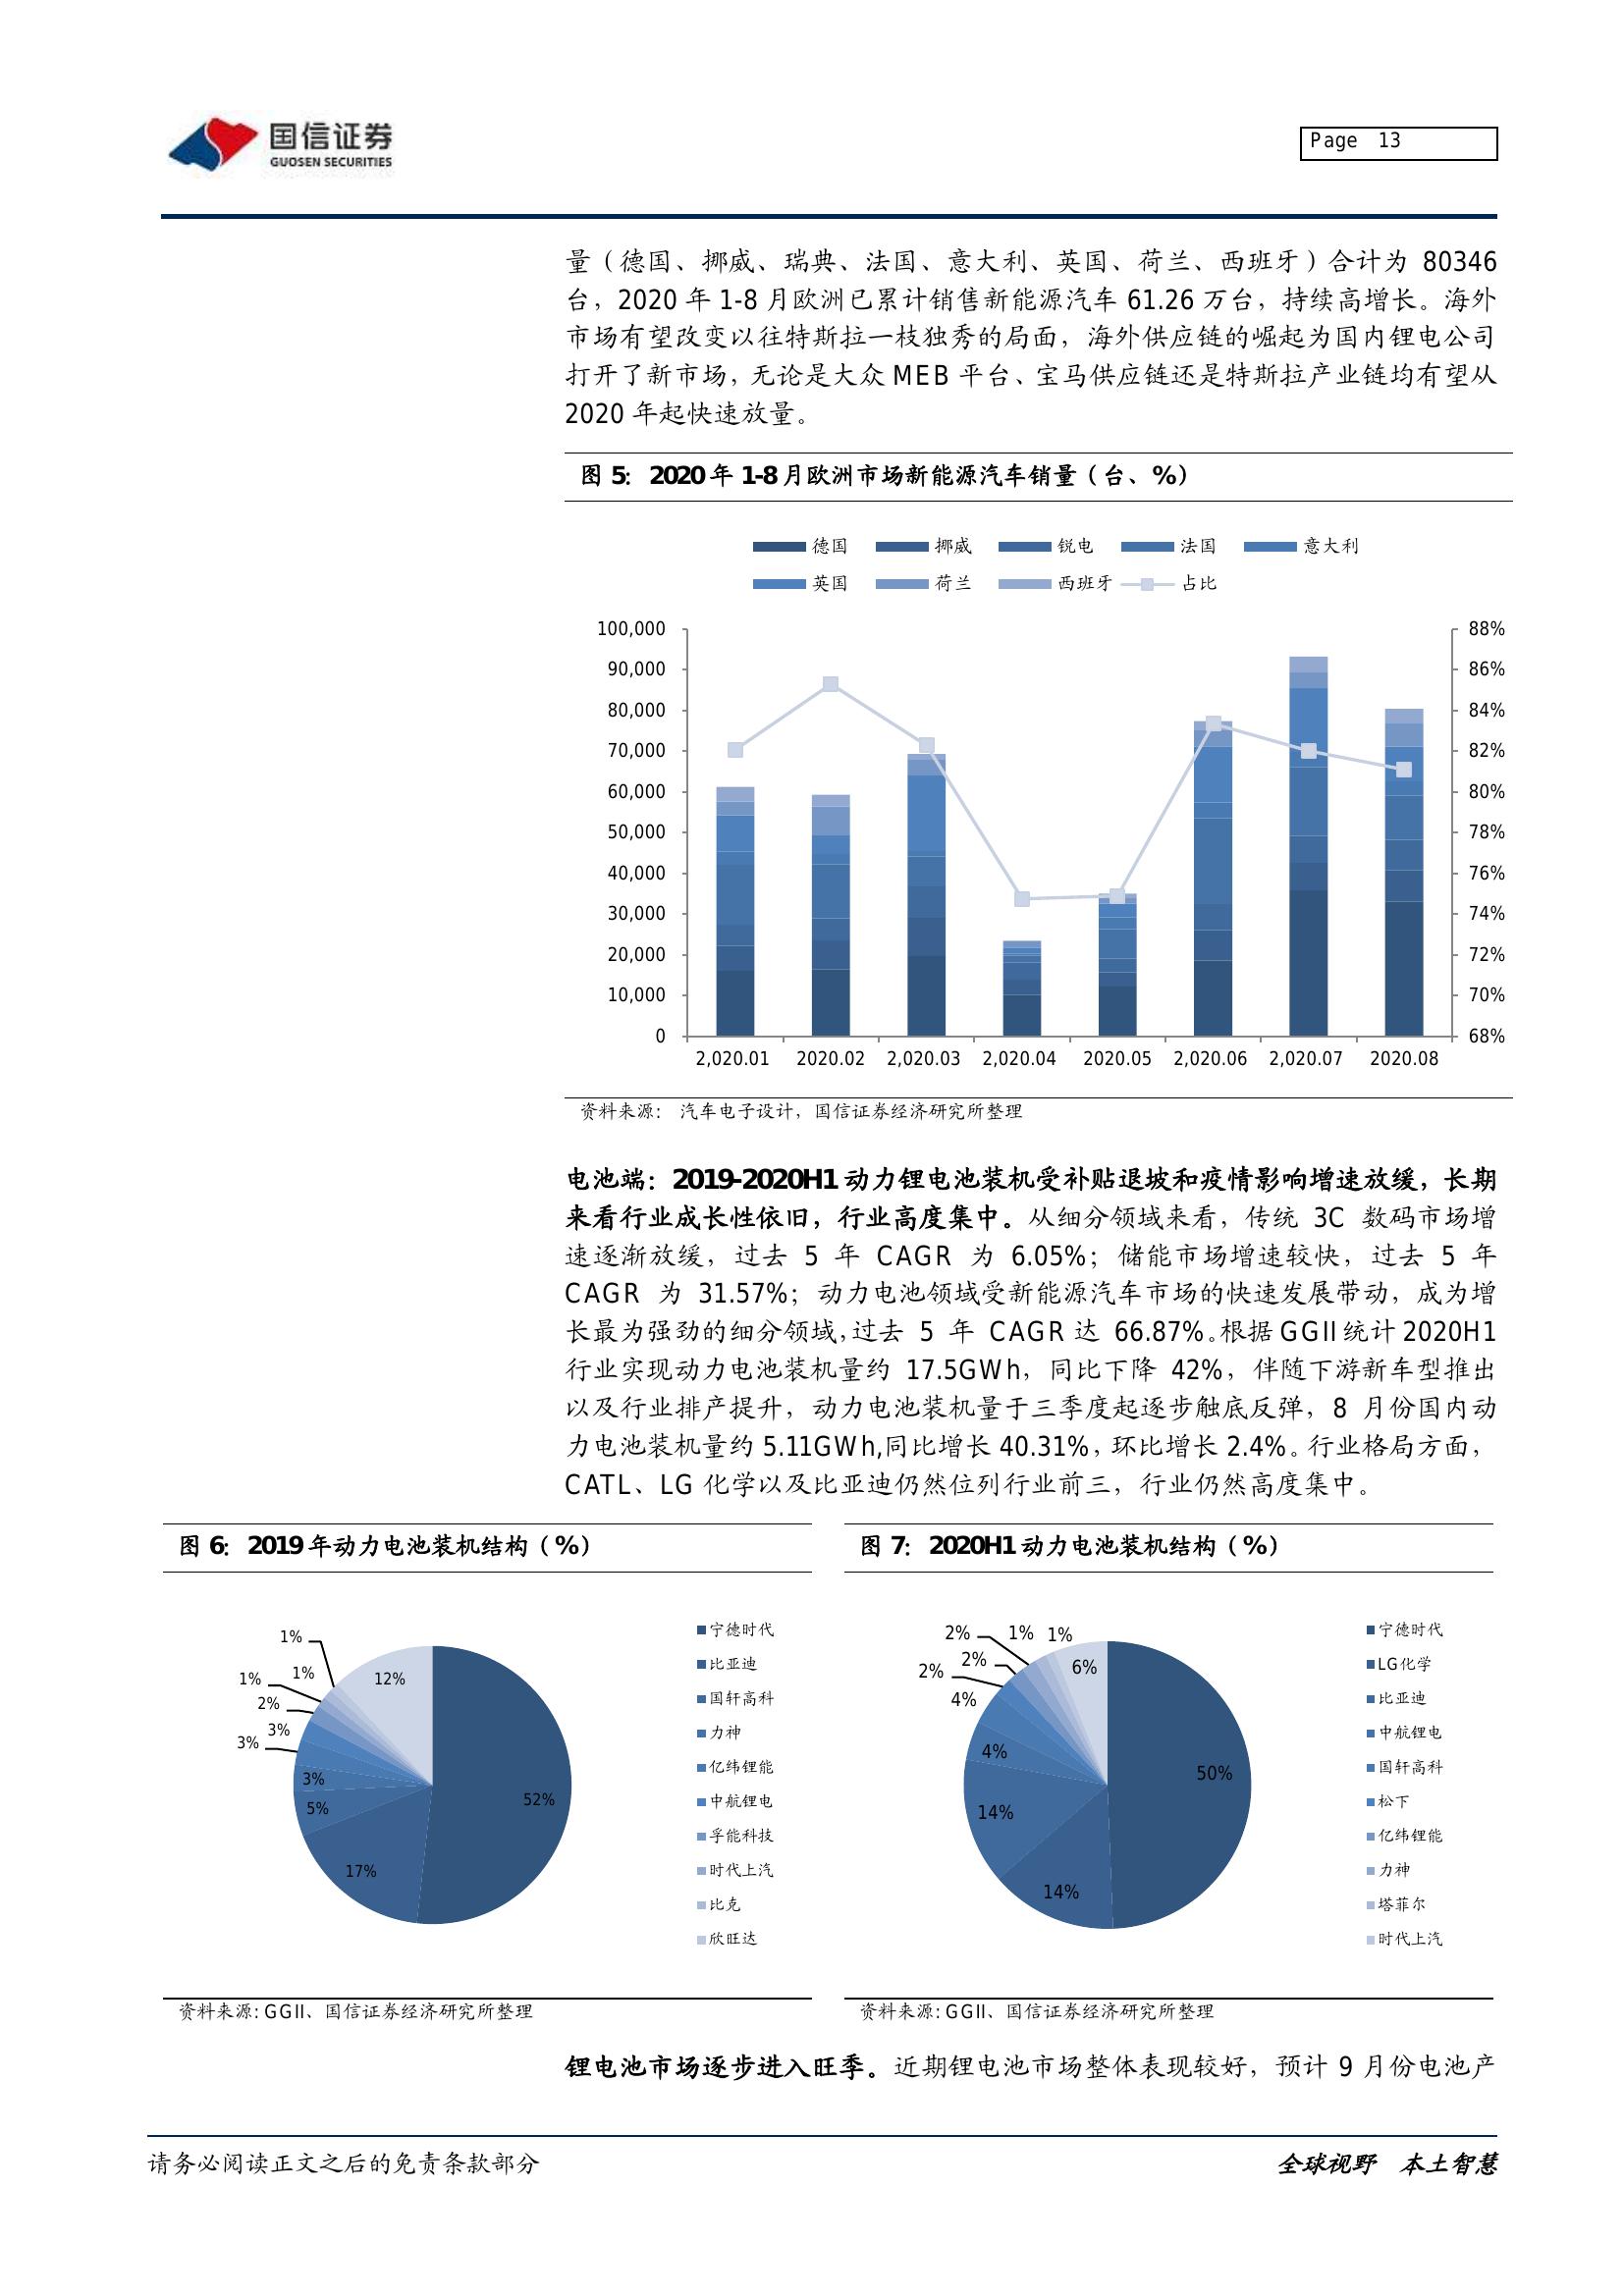 国信证券
GUOSEN SECURITIES
Page 13
量（德国、挪威、瑞典、法国、意大利、英国、荷兰、西班牙）合计为 80346
台，2020 年 1-8 月欧洲已累计销售新能源汽车 61.26 万台，持续高增长。海外
市场有望改变以往特斯拉一枝独秀的局面，海外供应链的崛起为国内锂电公司
打开了新市场，无论是大众 MEB 平台、宝马供应链还是特斯拉产业链均有望从
2020 年起快速放量。
图 5： 2020 年 1-8 月欧洲市场新能源汽车销量（台、%）
德国 挪威 锐电 法国 意大利
英国 荷兰 西班牙 占比
100,000 88%
90,000 86%
80,000 84%
70,000 82%
60,000 80%
50,000 78%
40,000 76%
30,000 74%
20,000 72%
10,000 70%
0 68%
2,020.01 2020.02 2,020.03 2,020.04 2020.05 2,020.06 2,020.07 2020.08
资料来源： 汽车电子设计，国信证券经济研究所整理
电池端：2019-2020H1 动力锂电池装机受补贴退坡和疫情影响增速放缓，长期
来看行业成长性依旧，行业高度集中。从细分领域来看，传统 3C 数码市场增
速逐渐放缓，过去 5 年 CAGR 为 6.05%；储能市场增速较快，过去 5 年
CAGR 为 31.57%；动力电池领域受新能源汽车市场的快速发展带动，成为增
长最为强劲的细分领域，过去 5 年 CAGR 达 66.87%。根据 GGII 统计 2020H1
行业实现动力电池装机量约 17.5GWh，同比下降 42%，伴随下游新车型推出
以及行业排产提升，动力电池装机量于三季度起逐步触底反弹，8 月份国内动
力电池装机量约 5.11GWh,同比增长 40.31%，环比增长 2.4%。行业格局方面，
CATL、LG 化学以及比亚迪仍然位列行业前三，行业仍然高度集中。
图 6： 2019 年动力电池装机结构（%）
52%
17%
5%
3%
3%
3%
2%
1%
1%
1%
12%
宁德时代
比亚迪
国轩高科
力神
亿纬锂能
中航锂电
孚能科技
时代上汽
比克
欣旺达
资料来源: GGII、国信证券经济研究所整理
图 7： 2020H1 动力电池装机结构（%）
50%
14%
14%
4%
4%
2%
2%
2%
1%
1%
6%
宁德时代
LG化学
比亚迪
中航锂电
国轩高科
松下
亿纬锂能
力神
塔菲尔
时代上汽
资料来源: GGII、国信证券经济研究所整理
锂电池市场逐步进入旺季。近期锂电池市场整体表现较好，预计 9 月份电池产
请务必阅读正文之后的免责条款部分
全球视野 本土智慧